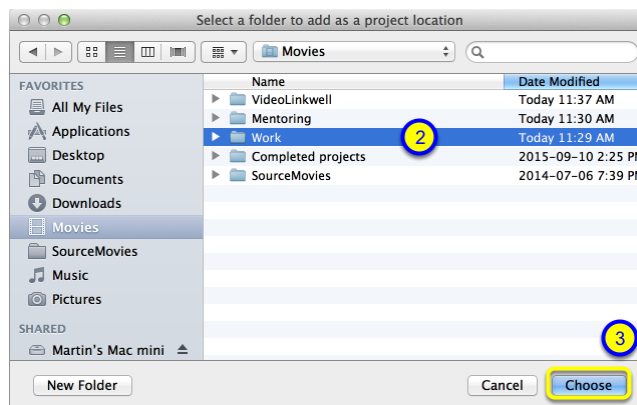 Select a folder to add as a project location
Movies
FAVORITES
All My Files
Applications
Desktop
Documents
Downloads
Movies
SourceMovies
Music
Pictures
SHARED
Martin's Mac mini
Name Date Modified
VideoLinkwell Today 11:37 AM
Mentoring Today 11:30 AM
Work 2 Today 11:29 AM
Completed projects 2015-09-10 2:25 P
SourceMovies 2014-07-06 7:39 P
3
New Folder Cancel Choose